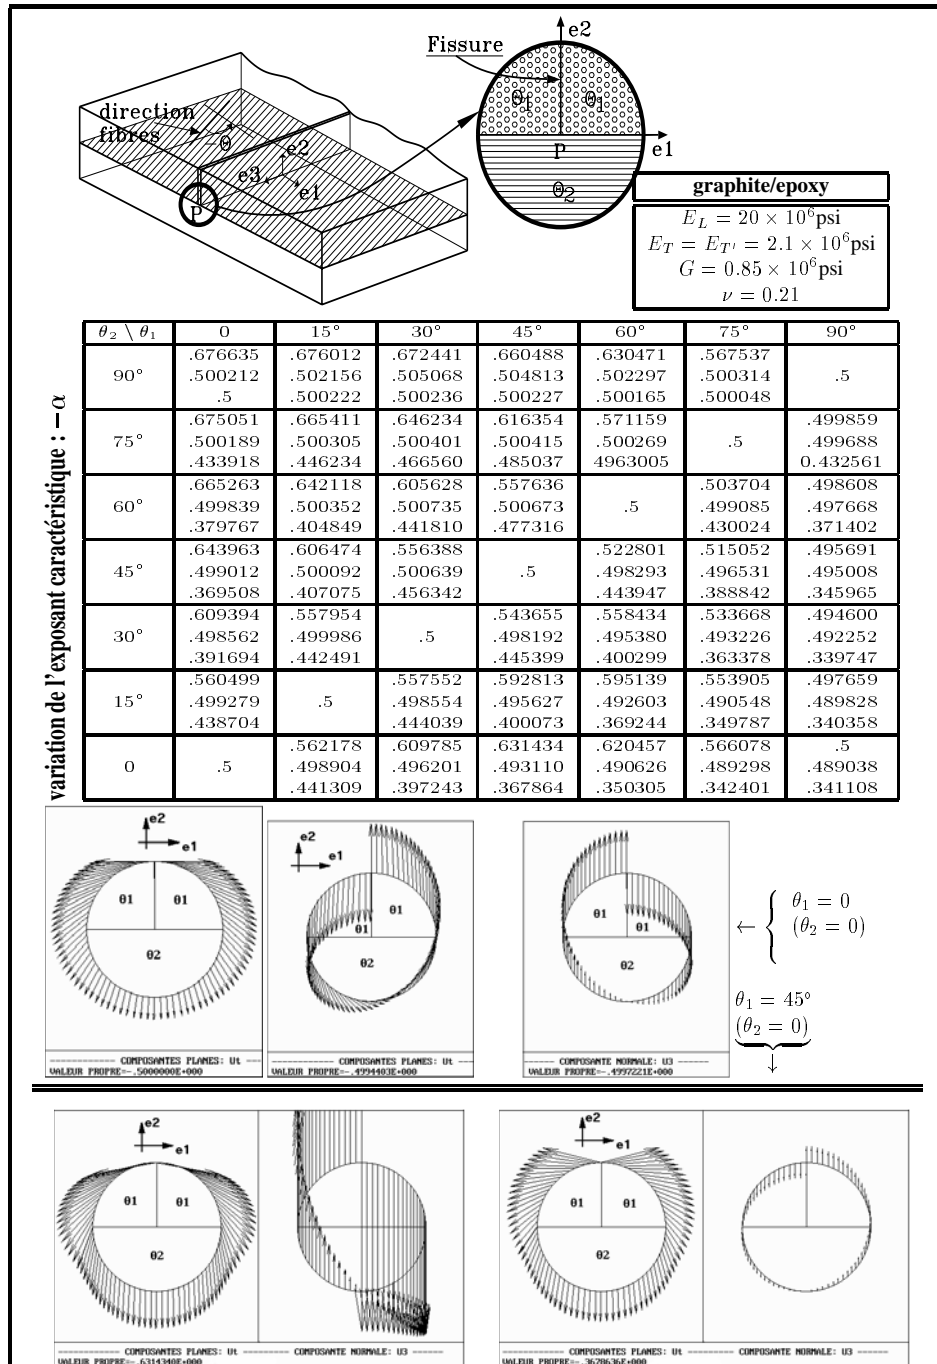 Fissure
e2
direction
fibres
Θ
e2
e3
e1
P
Θ1
Θ1
e1
P
Θ2
graphite/epoxy
E_L = 20 × 10^6 psi
E_T = E_T' = 2.1 × 10^6 psi
G = 0.85 × 10^6 psi
ν = 0.21
variation de l'exposant caractéristique : −α
θ2 \ θ1 0 15° 30° 45° 60° 75° 90°
.676635 .676012 .672441 .660488 .630471 .567537
90° .500212 .502156 .505068 .504813 .502297 .500314 .5
.5 .500222 .500236 .500227 .500165 .500048
.675051 .665411 .646234 .616354 .571159 .499859
75° .500189 .500305 .500401 .500415 .500269 .5 .499688
.433918 .446234 .466560 .485037 4963005 0.432561
.665263 .642118 .605628 .557636 .503704 .498608
60° .499839 .500352 .500735 .500673 .5 .499085 .497668
.379767 .404849 .441810 .477316 .430024 .371402
.643963 .606474 .556388 .522801 .515052 .495691
45° .499012 .500092 .500639 .5 .498293 .496531 .495008
.369508 .407075 .456342 .443947 .388842 .345965
.609394 .557954 .543655 .558434 .533668 .494600
30° .498562 .499986 .5 .498192 .495380 .493226 .492252
.391694 .442491 .445399 .400299 .363378 .339747
.560499 .557552 .592813 .595139 .553905 .497659
15° .499279 .5 .498554 .495627 .492603 .490548 .489828
.438704 .444039 .400073 .369244 .349787 .340358
.562178 .609785 .631434 .620457 .566078 .5
0 .5 .498904 .496201 .493110 .490626 .489298 .489038
.441309 .397243 .367864 .350305 .342401 .341108
e2
e1
θ1 θ1
θ2
COMPOSANTES PLANES: Ut
VALEUR PROPRE=-.5000000E+000
e2
e1
θ1
θ1
θ2
COMPOSANTES PLANES: Ut
VALEUR PROPRE=-.4994403E+000
θ1
θ1
θ2
COMPOSANTE NORMALE: U3
VALEUR PROPRE=-.4997221E+000
← { θ1 = 0
(θ2 = 0)
θ1 = 45°
(θ2 = 0)
↓
e2
e1
θ1 θ1
θ2
COMPOSANTES PLANES: Ut COMPOSANTE NORMALE: U3
VALEUR PROPRE=-.6314340E+000
e2
e1
θ1 θ1
θ2
COMPOSANTES PLANES: Ut COMPOSANTE NORMALE: U3
VALEUR PROPRE=-.3678636E+000